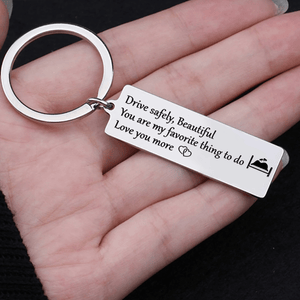 Drive safely, Beautiful
You are my favorite thing to do
Love you more